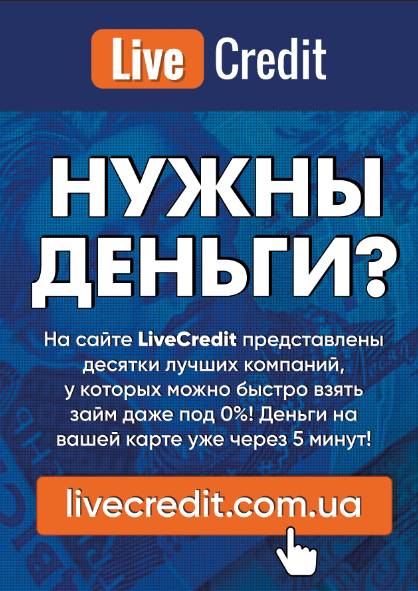 Live Credit
НУЖНЫ
ДЕНЬГИ?
На сайте LiveCredit представлены
десятки лучших компаний,
у которых можно быстро взять
займ даже под 0%! Деньги на
вашей карте уже через 5 минут!
livecredit.com.ua